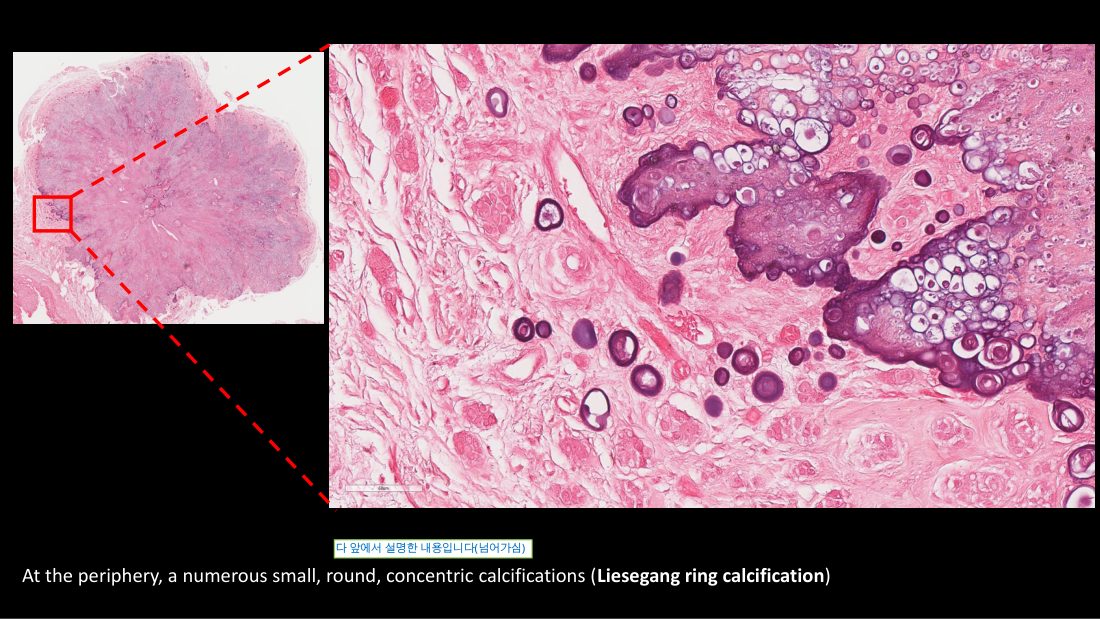 다 앞에서 설명한 내용입니다(넘어가심)
At the periphery, a numerous small, round, concentric calcifications (Liesegang ring calcification)